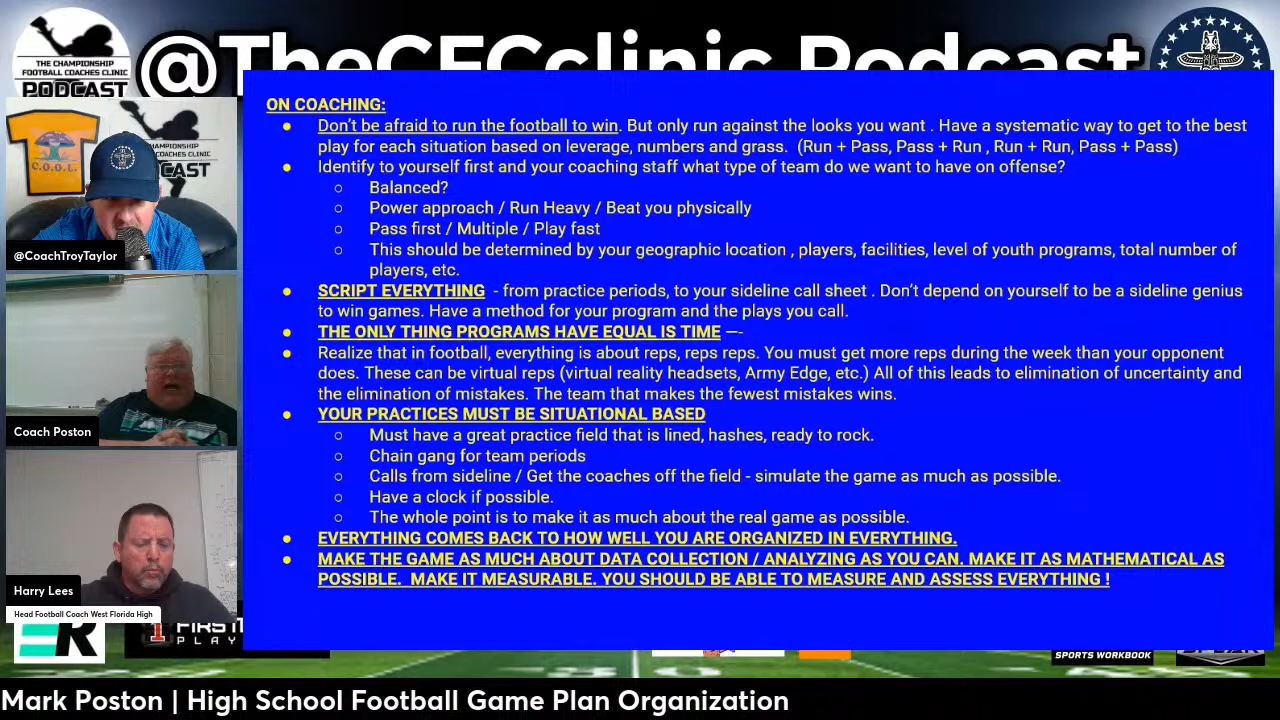 THE CHAMPIONSHIP
FOOTBALL COACHES CLINIC
PODCAST
@TheCFCclinic Podcast
C.O.O.L.
CHAMPIONSHIP
COACHES CLINIC
CAST
@CoachTroyTaylor
Coach Poston
Harry Lees
Head Football Coach West Florida High
ON COACHING:
● Don't be afraid to run the football to win. But only run against the looks you want . Have a systematic way to get to the best
play for each situation based on leverage, numbers and grass. (Run + Pass, Pass + Run , Run + Run, Pass + Pass)
● Identify to yourself first and your coaching staff what type of team do we want to have on offense?
○ Balanced?
○ Power approach / Run Heavy / Beat you physically
○ Pass first / Multiple / Play fast
○ This should be determined by your geographic location , players, facilities, level of youth programs, total number of
players, etc.
● SCRIPT EVERYTHING - from practice periods, to your sideline call sheet . Don't depend on yourself to be a sideline genius
to win games. Have a method for your program and the plays you call.
● THE ONLY THING PROGRAMS HAVE EQUAL IS TIME —-
● Realize that in football, everything is about reps, reps reps. You must get more reps during the week than your opponent
does. These can be virtual reps (virtual reality headsets, Army Edge, etc.) All of this leads to elimination of uncertainty and
the elimination of mistakes. The team that makes the fewest mistakes wins.
● YOUR PRACTICES MUST BE SITUATIONAL BASED
○ Must have a great practice field that is lined, hashes, ready to rock.
○ Chain gang for team periods
○ Calls from sideline / Get the coaches off the field - simulate the game as much as possible.
○ Have a clock if possible.
○ The whole point is to make it as much about the real game as possible.
● EVERYTHING COMES BACK TO HOW WELL YOU ARE ORGANIZED IN EVERYTHING.
● MAKE THE GAME AS MUCH ABOUT DATA COLLECTION / ANALYZING AS YOU CAN. MAKE IT AS MATHEMATICAL AS
POSSIBLE. MAKE IT MEASURABLE. YOU SHOULD BE ABLE TO MEASURE AND ASSESS EVERYTHING !
SPORTS WORKBOOK
Mark Poston | High School Football Game Plan Organization